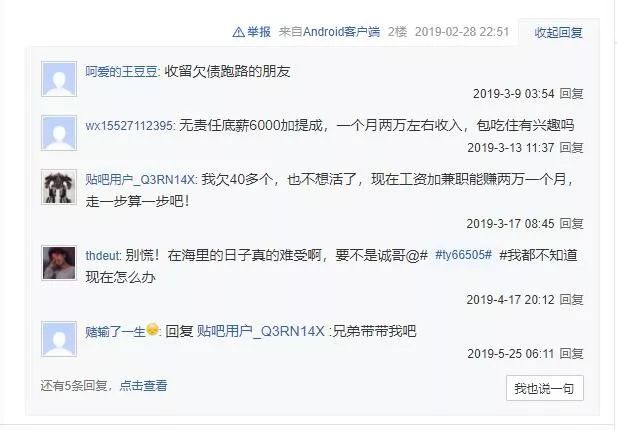 举报 来自Android客户端 2楼 2019-02-28 22:51 收起回复
呵爱的王豆豆: 收留欠债跑路的朋友
2019-3-9 03:54 回复
wx15527112395: 无责任底薪6000加提成，一个月两万左右收入，包吃住有兴趣吗
2019-3-13 11:37 回复
贴吧用户_Q3RN14X: 我欠40多个，也不想活了，现在工资加兼职能赚两万一个月，
走一步算一步吧！
2019-3-17 08:45 回复
thdeut: 别慌！在海里的日子真的难受啊，要不是诚哥@# #ty66505# #我都不知道
现在怎么办
2019-4-17 20:12 回复
赌输了一生: 回复 贴吧用户_Q3RN14X :兄弟带带我吧
2019-5-25 06:11 回复
还有5条回复，点击查看 我也说一句